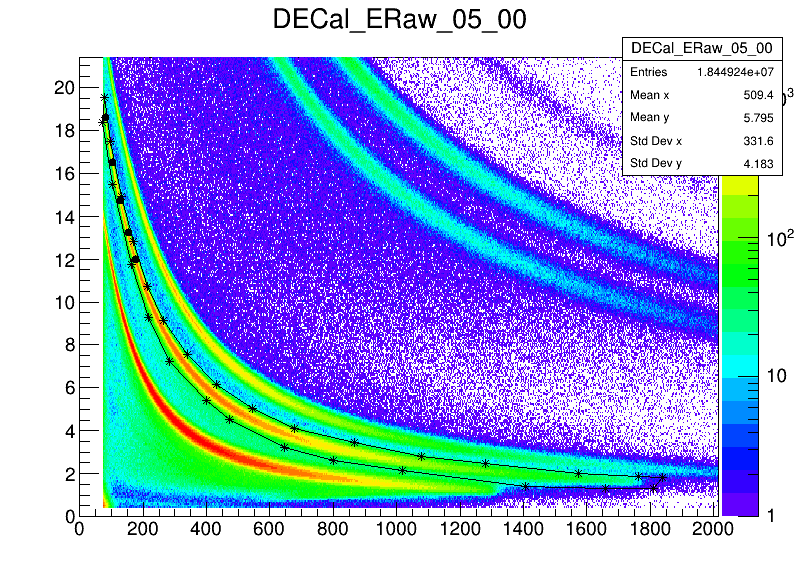 DECal_ERaw_05_00
DECal_ERaw_05_00
Entries 1.844924e+07
Mean x 509.4
Mean y 5.795
Std Dev x 331.6
Std Dev y 4.183
20
18
16
14
12
10
8
6
4
2
0
0 200 400 600 800 1000 1200 1400 1600 1800 2000
10²
10
1